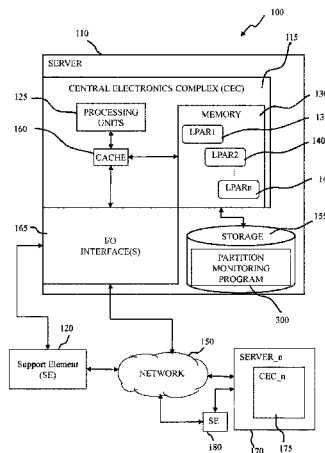 100
110
115
SERVER
CENTRAL ELECTRONICS COMPLEX (CEC)
125
130
PROCESSING
UNITS
MEMORY
LPAR1
160
140
CACHE
LPAR2
LPARn
165
155
I/O
INTERFACE(S)
STORAGE
PARTITION
MONITORING
PROGRAM
300
120
150
Support Element
(SE)
NETWORK
SERVER_n
CEC_n
SE
180
170
175